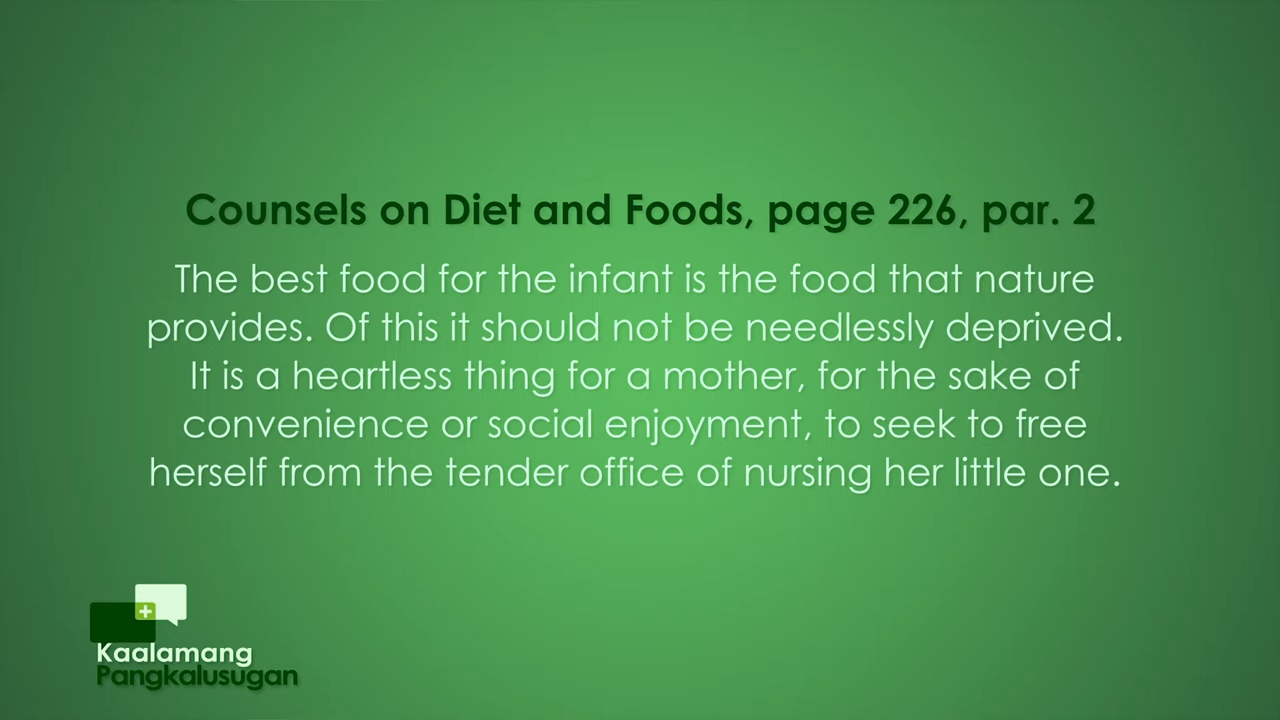 Counsels on Diet and Foods, page 226, par. 2
The best food for the infant is the food that nature
provides. Of this it should not be needlessly deprived.
It is a heartless thing for a mother, for the sake of
convenience or social enjoyment, to seek to free
herself from the tender office of nursing her little one.
Kaalamang
Pangkalusugan